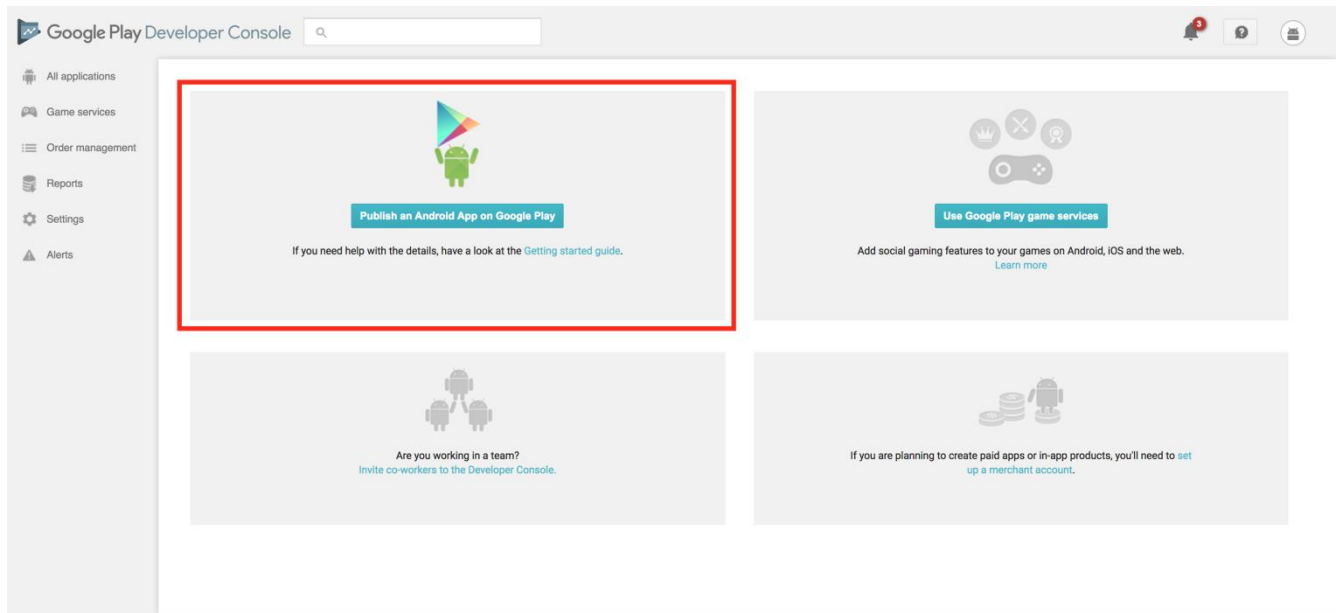 Google Play Developer Console
3
All applications
Game services
Order management
Reports
Settings
Alerts
Publish an Android App on Google Play
If you need help with the details, have a look at the Getting started guide.
Use Google Play game services
Add social gaming features to your games on Android, iOS and the web.
Learn more
Are you working in a team?
Invite co-workers to the Developer Console.
If you are planning to create paid apps or in-app products, you'll need to set
up a merchant account.